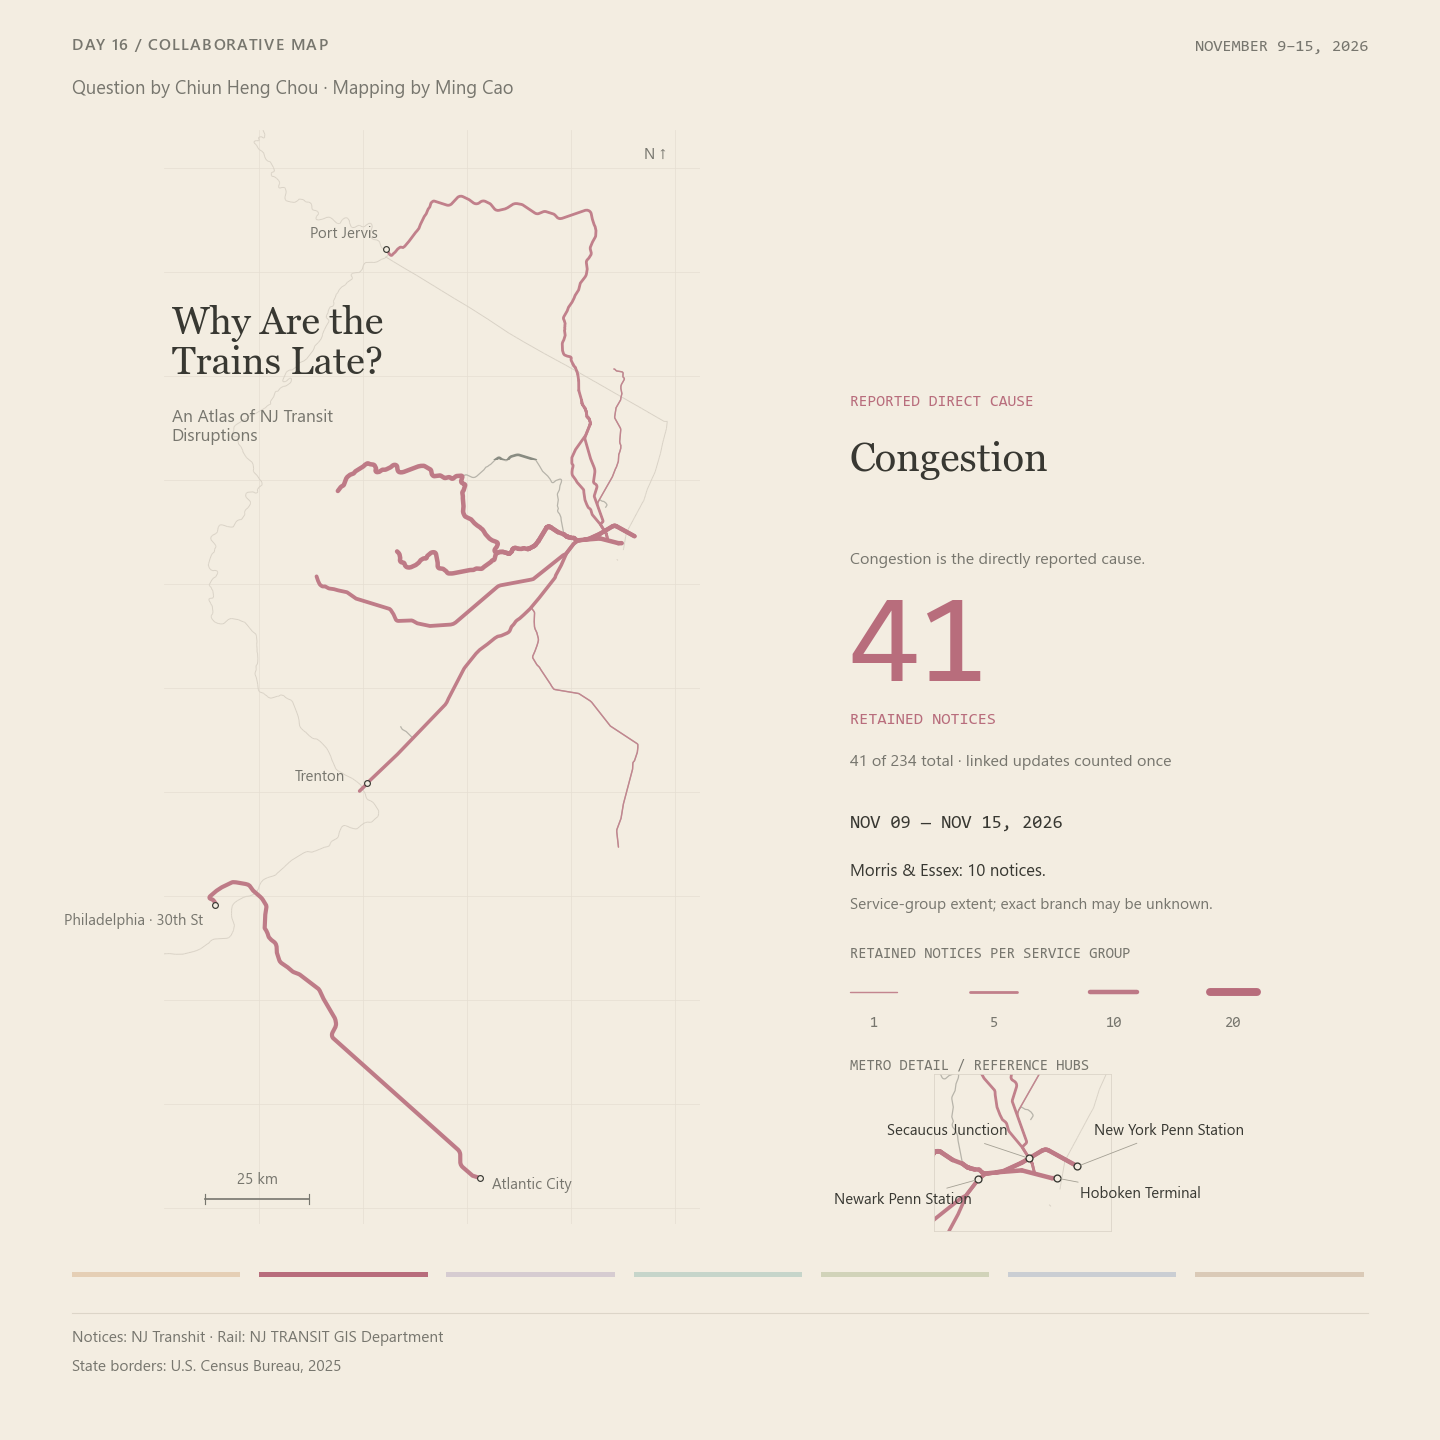 DAY 16 / COLLABORATIVE MAP
NOVEMBER 9–15, 2026
Question by Chiun Heng Chou · Mapping by Ming Cao
N ↑
Port Jervis
Why Are the
Trains Late?
An Atlas of NJ Transit
Disruptions
Trenton
Philadelphia · 30th St
Atlantic City
25 km
REPORTED DIRECT CAUSE
Congestion
Congestion is the directly reported cause.
41
RETAINED NOTICES
41 of 234 total · linked updates counted once
NOV 09 — NOV 15, 2026
Morris & Essex: 10 notices.
Service-group extent; exact branch may be unknown.
RETAINED NOTICES PER SERVICE GROUP
1 5 10 20
METRO DETAIL / REFERENCE HUBS
Secaucus Junction
New York Penn Station
Newark Penn Station
Hoboken Terminal
Notices: NJ Transhit · Rail: NJ TRANSIT GIS Department
State borders: U.S. Census Bureau, 2025